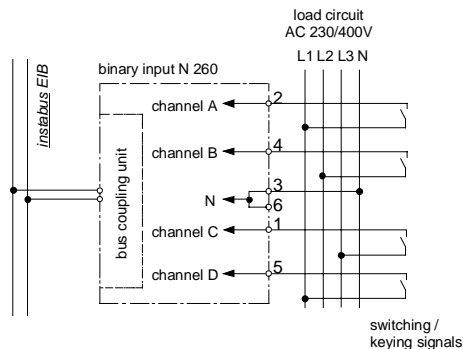 load circuit
AC 230/400V
L1 L2 L3 N
binary input N 260
instabus EIB
bus coupling unit
channel A
2
channel B
4
3
N
6
channel C
1
channel D
5
switching /
keying signals